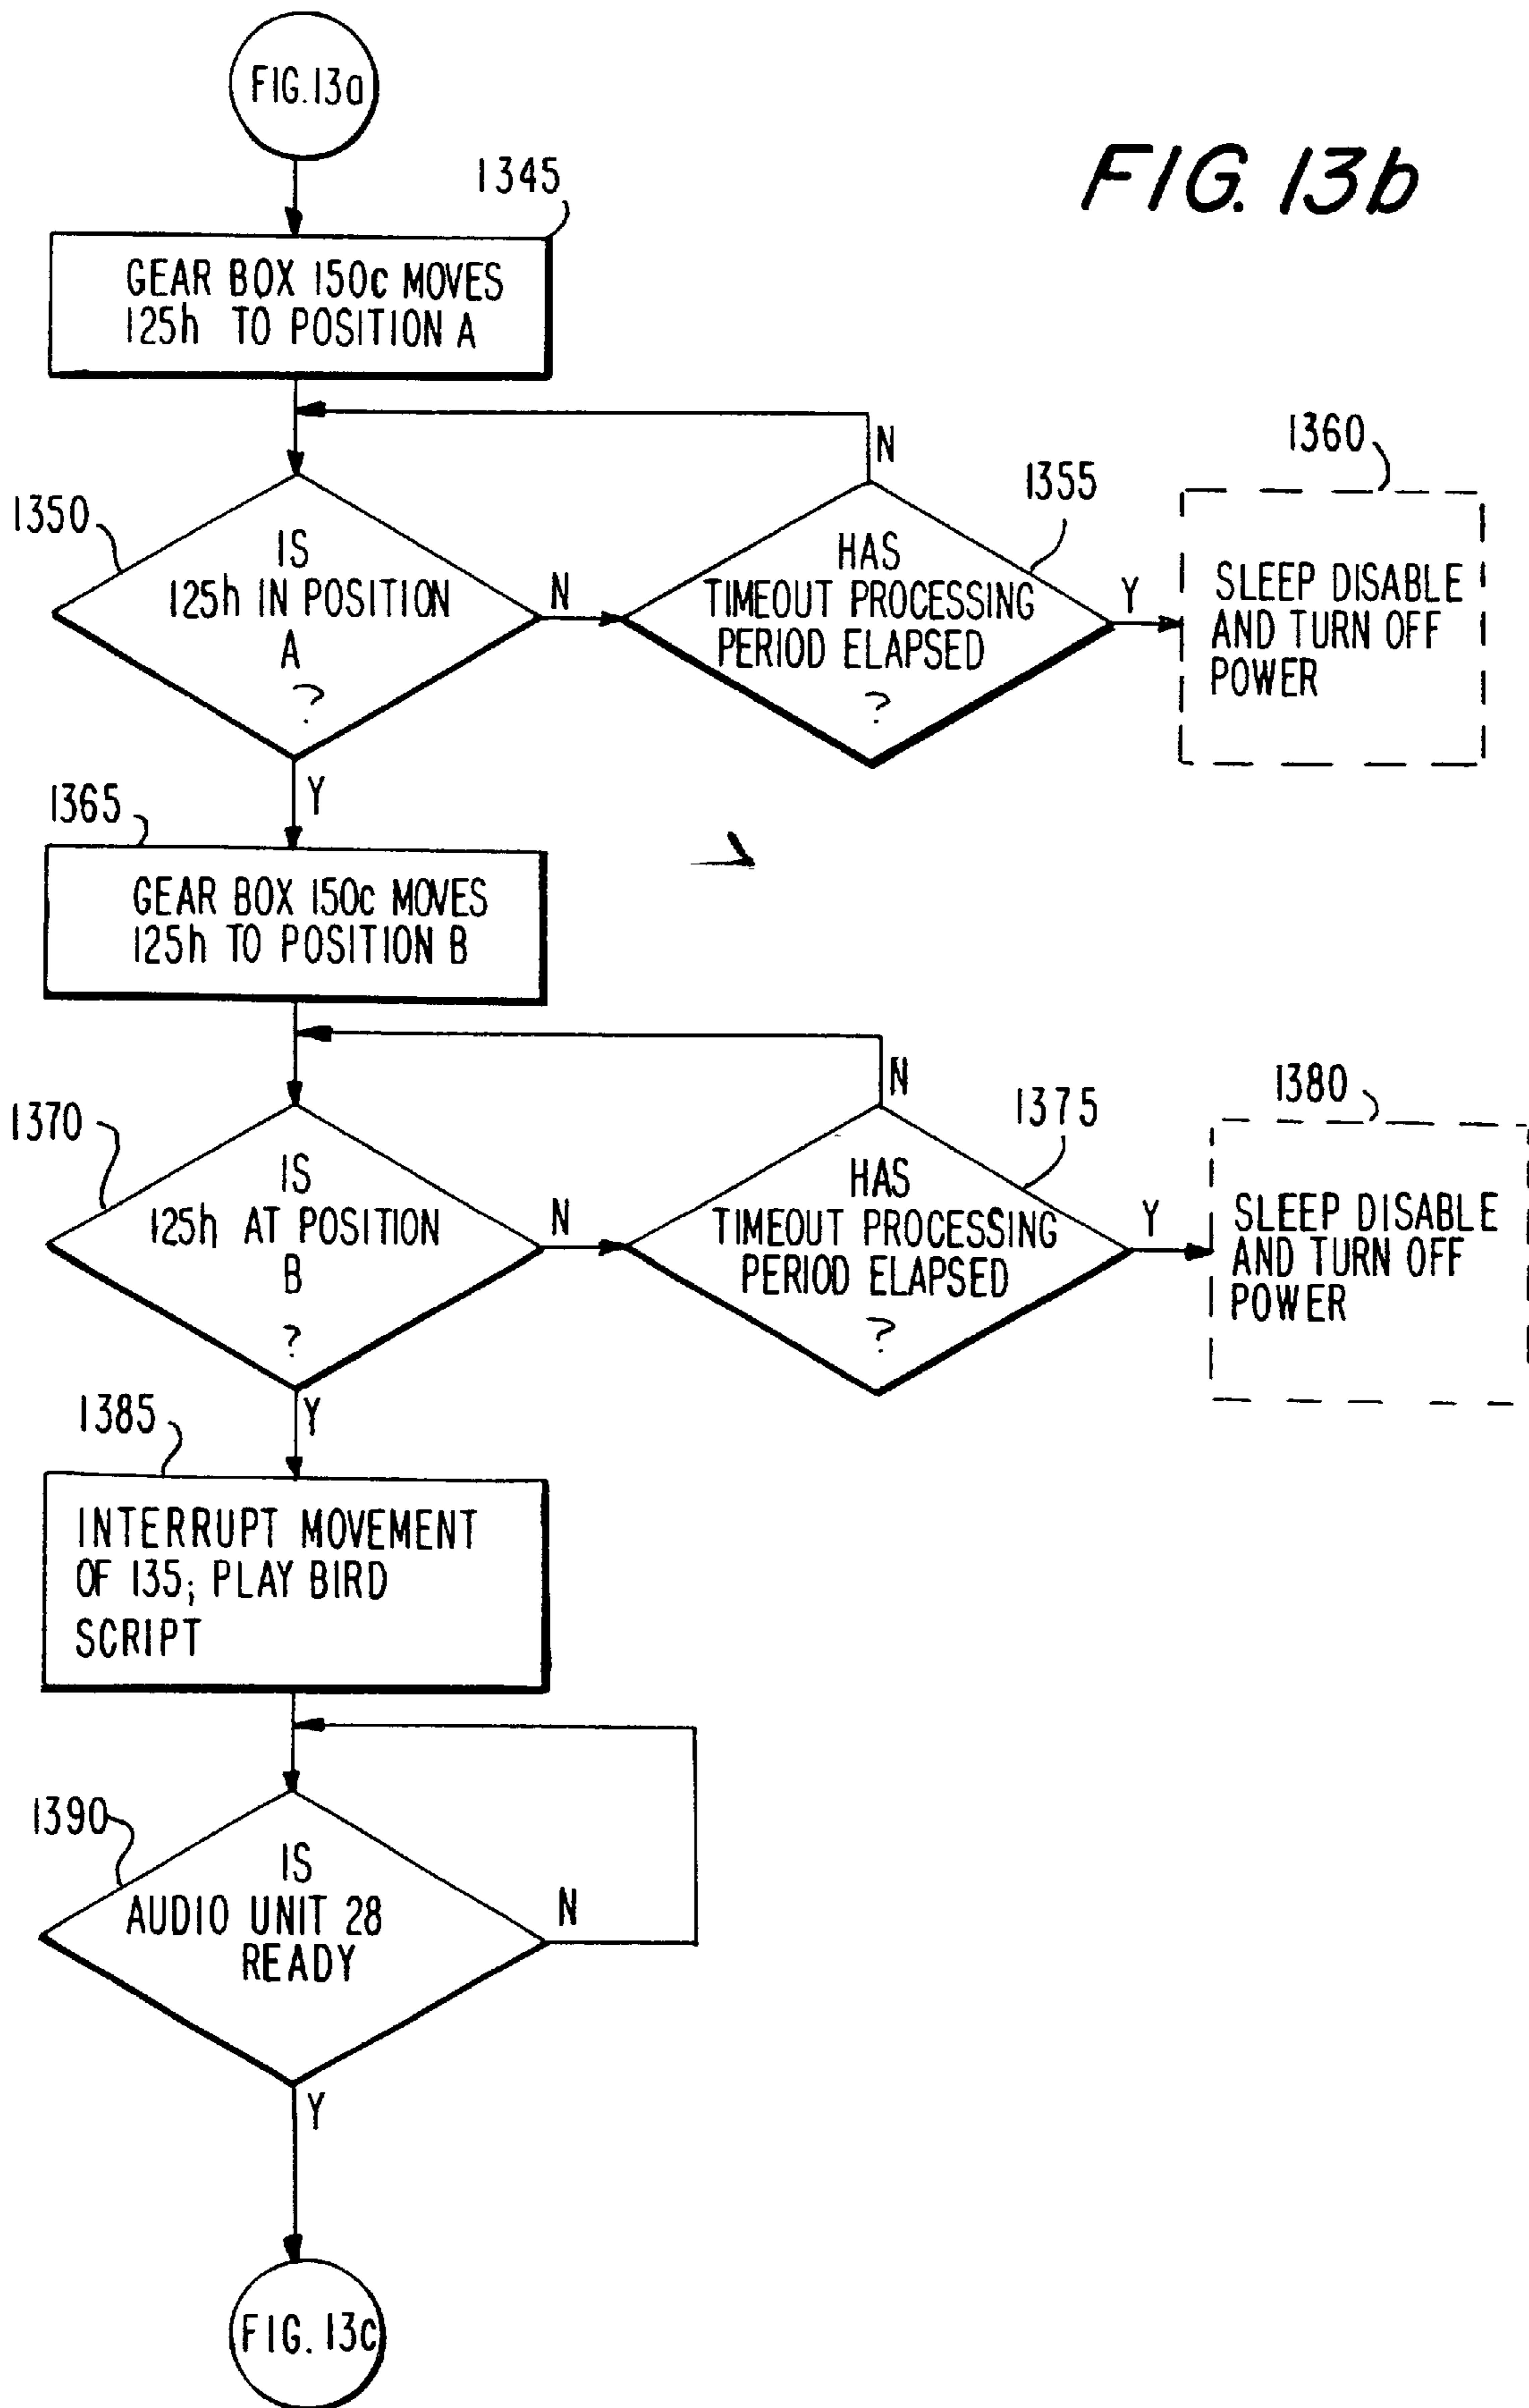 FIG. 13a
FIG. 13b
1345
GEAR BOX 150c MOVES
125h TO POSITION A
N
1360
1355
1350
IS
125h IN POSITION
A
?
N
HAS
TIMEOUT PROCESSING
PERIOD ELAPSED
?
Y
SLEEP DISABLE
AND TURN OFF
POWER
Y
1365
GEAR BOX 150c MOVES
125h TO POSITION B
N
1380
1375
1370
IS
125h AT POSITION
B
?
N
HAS
TIMEOUT PROCESSING
PERIOD ELAPSED
?
Y
SLEEP DISABLE
AND TURN OFF
POWER
Y
1385
INTERRUPT MOVEMENT
OF 135; PLAY BIRD
SCRIPT
1390
IS
AUDIO UNIT 28
READY
N
Y
FIG. 13c